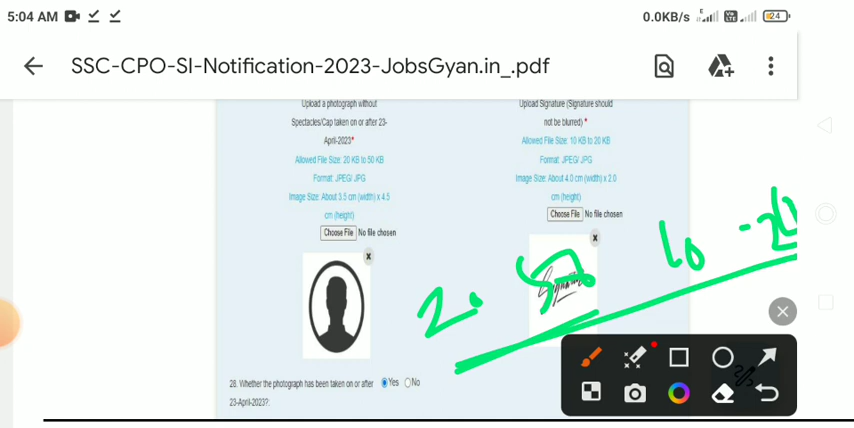 5:04 AM
0.0KB/s
24
SSC-CPO-SI-Notification-2023-JobsGyan.in_.pdf
Upload a photograph without
Spectacles/Cap taken on or after 23-
April-2023*
Allowed File Size: 20 KB to 50 KB
Format: JPEG/ JPG
Image Size: About 3.5 cm (width) x 4.5
cm (height)
Choose File No file chosen
x
Upload Signature (Signature should
not be blurred) *
Allowed File Size: 10 KB to 20 KB
Format: JPEG/ JPG
Image Size: About 4.0 cm (width) x 2.0
cm (height)
Choose File No file chosen
x
10 - 20
28. Whether the photograph has been taken on or after Yes No
23-April-2023?: